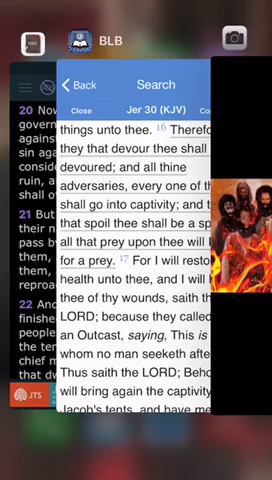 BLB
Back
Search
Close
Jer 30 (KJV)
things unto thee. 16 Therefo
they that devour thee shall
devoured; and all thine
adversaries, every one of th
shall go into captivity; and t
that spoil thee shall be a sp
all that prey upon thee will I
for a prey. 17 For I will resto
health unto thee, and I will h
thee of thy wounds, saith th
LORD; because they called
an Outcast, saying, This is
whom no man seeketh afte
Thus saith the LORD; Beho
will bring again the captivity
Jacob's tents, and have me
20 Now
govern
against
sin aga
consid
ruin, a
shall o
21 But
their n
pass b
them,
them,
reproa
22 And
finishe
people
the ten
chief m
that dw
JTS